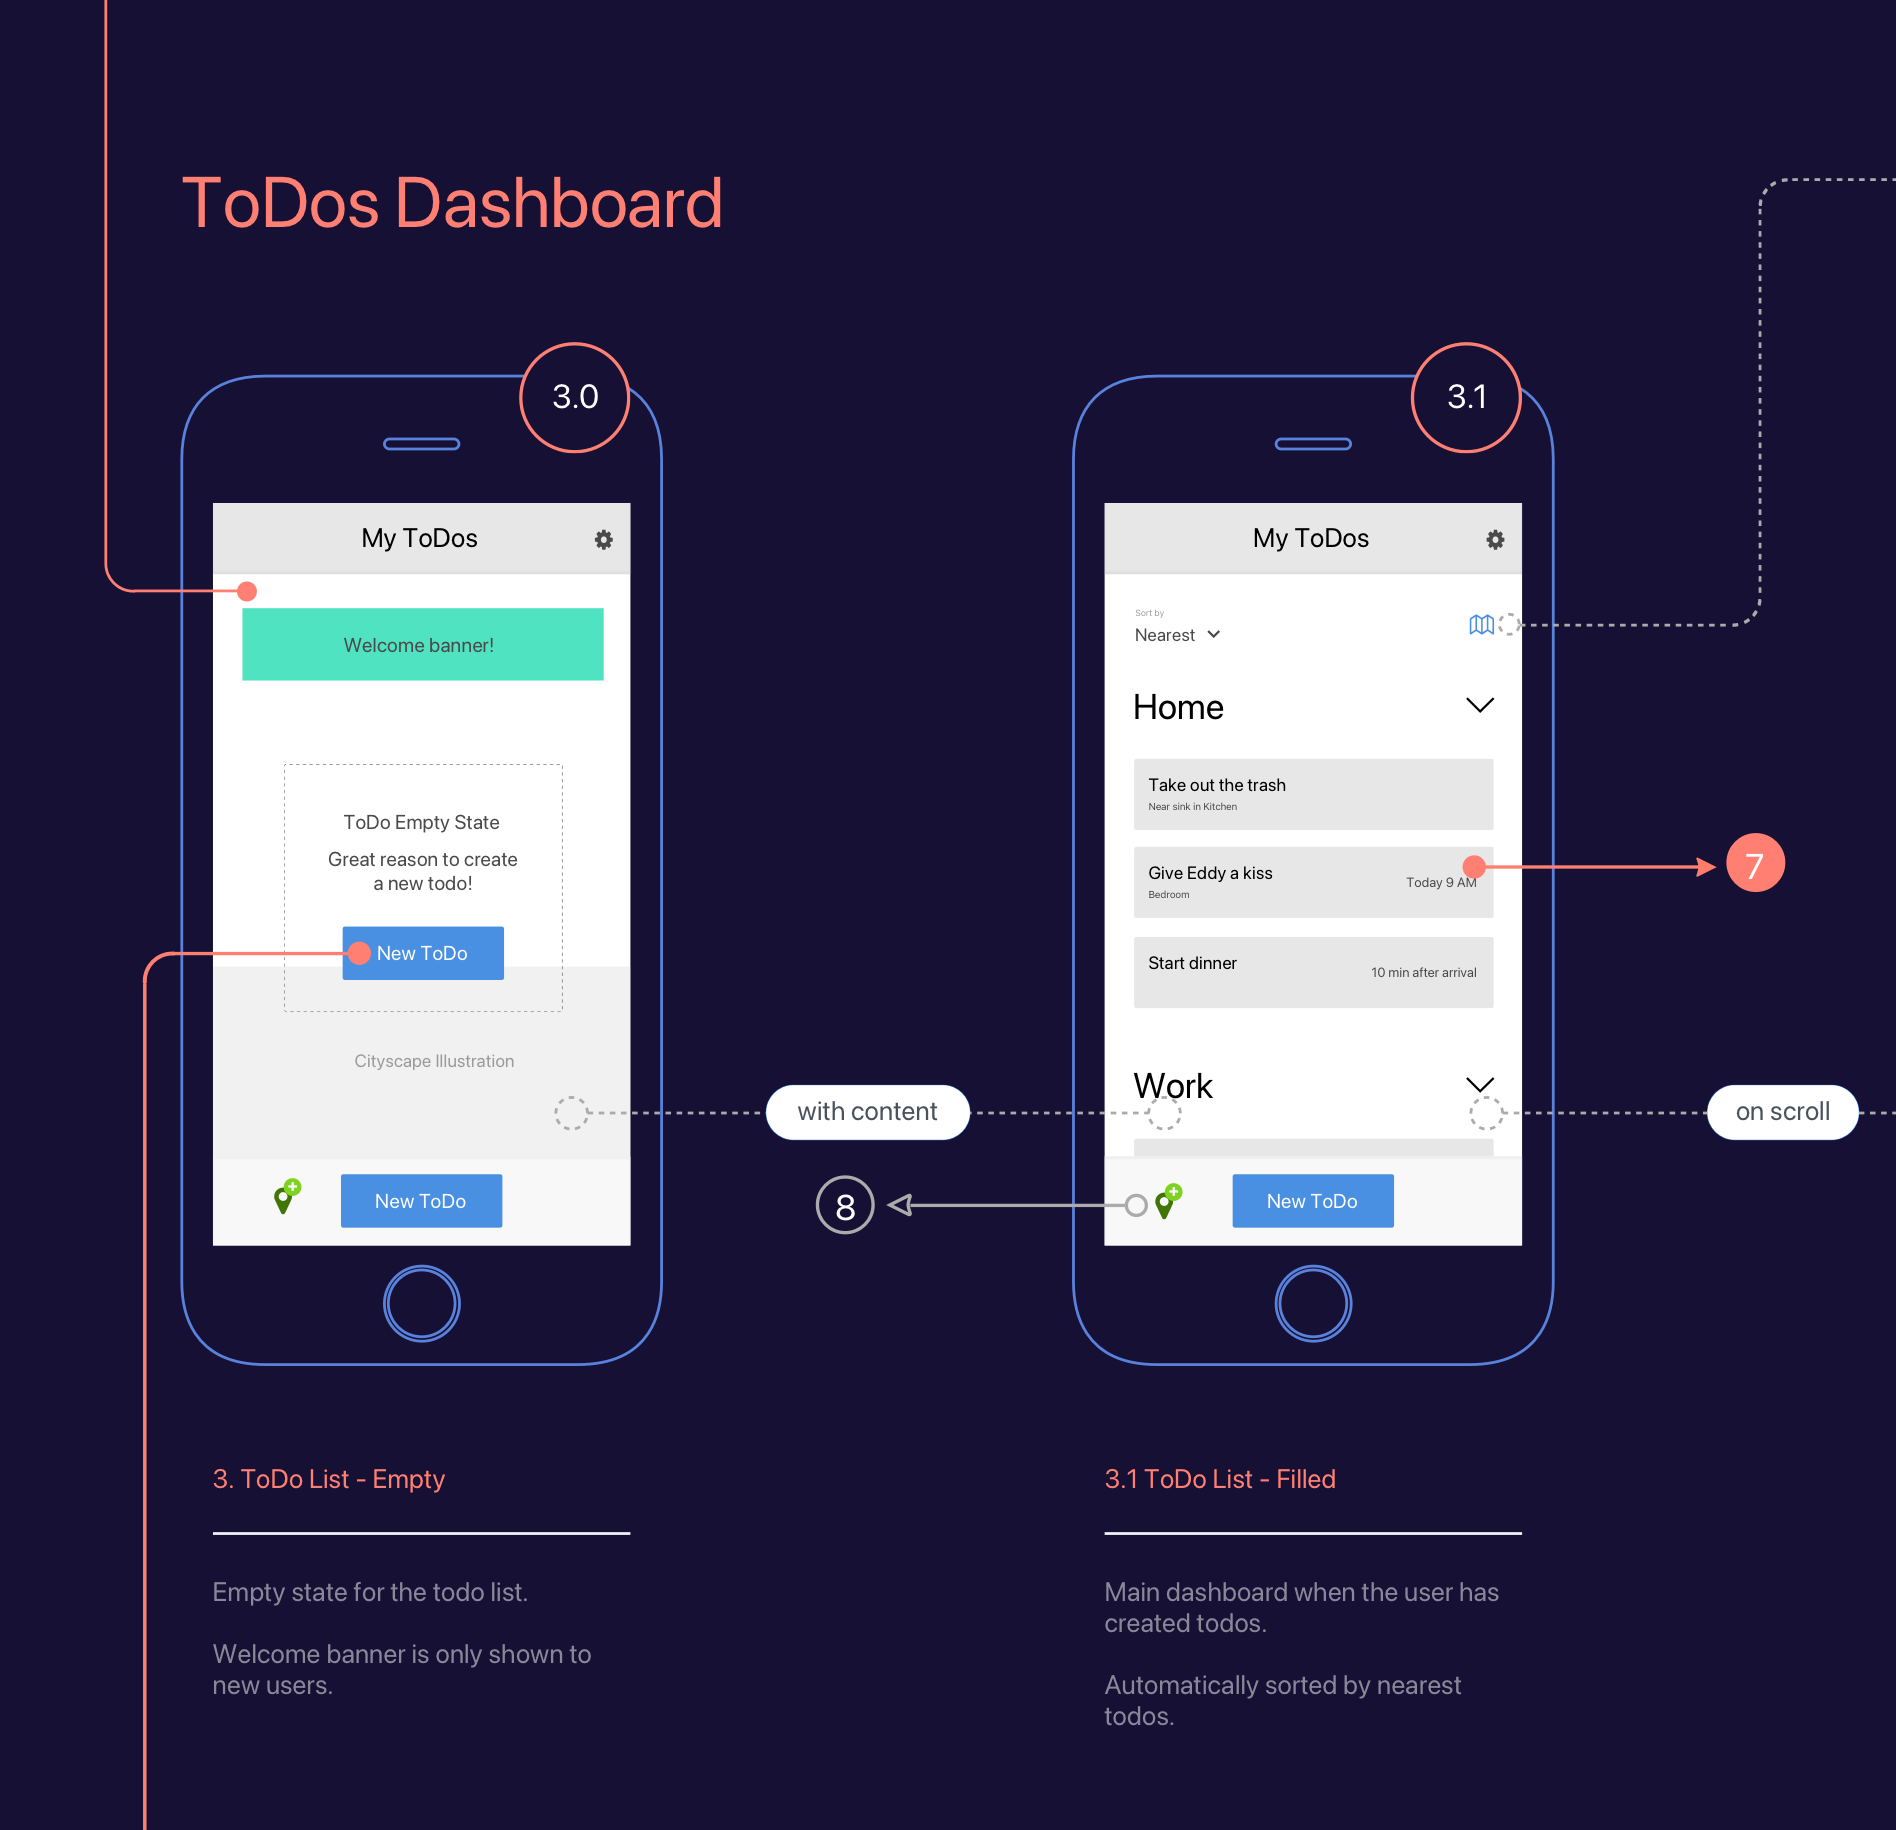 ToDos Dashboard
3.0
My ToDos
Welcome banner!
ToDo Empty State
Great reason to create
a new todo!
New ToDo
Cityscape Illustration
New ToDo
with content
8
3.1
My ToDos
Sort by
Nearest
Home
Take out the trash
Near sink in Kitchen
Give Eddy a kiss
Bedroom
Today 9 AM
7
Start dinner
10 min after arrival
Work
on scroll
New ToDo
3. ToDo List - Empty
Empty state for the todo list.
Welcome banner is only shown to
new users.
3.1 ToDo List - Filled
Main dashboard when the user has
created todos.
Automatically sorted by nearest
todos.